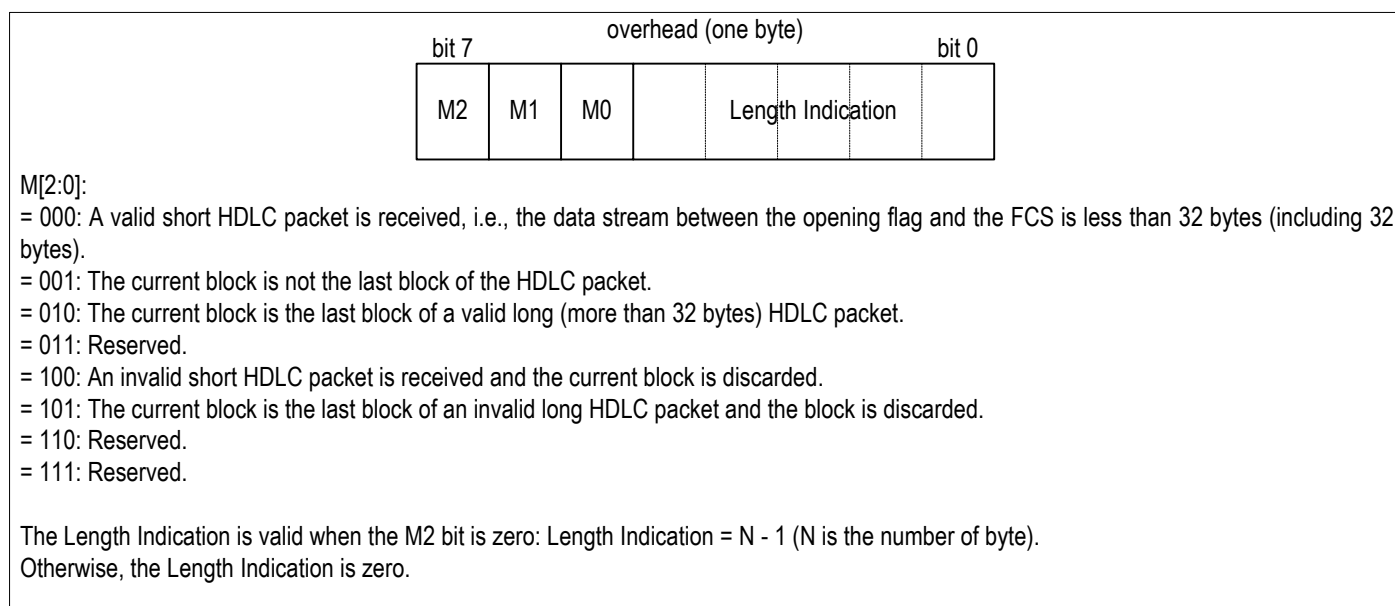 overhead (one byte)
bit 7 bit 0
M2 M1 M0 Length Indication
M[2:0]:
= 000: A valid short HDLC packet is received, i.e., the data stream between the opening flag and the FCS is less than 32 bytes (including 32
bytes).
= 001: The current block is not the last block of the HDLC packet.
= 010: The current block is the last block of a valid long (more than 32 bytes) HDLC packet.
= 011: Reserved.
= 100: An invalid short HDLC packet is received and the current block is discarded.
= 101: The current block is the last block of an invalid long HDLC packet and the block is discarded.
= 110: Reserved.
= 111: Reserved.
The Length Indication is valid when the M2 bit is zero: Length Indication = N - 1 (N is the number of byte).
Otherwise, the Length Indication is zero.